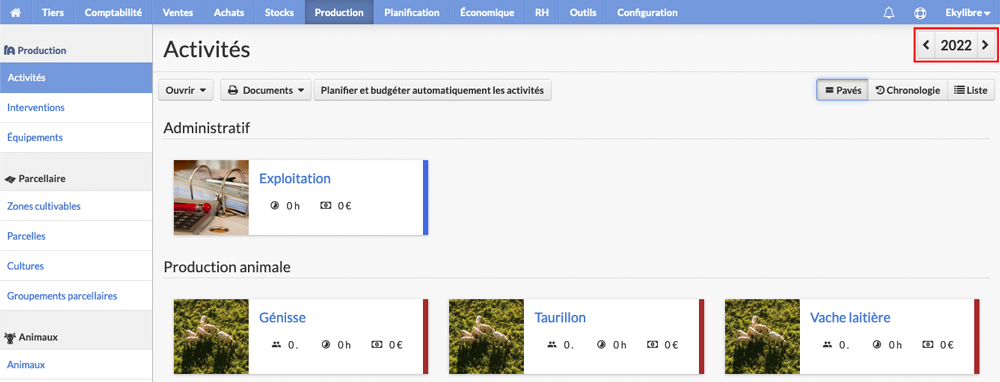 Tiers Comptabilité Ventes Achats Stocks Production Planification Économique RH Outils Configuration Ekylibre
Production
Activités
Interventions
Équipements
Parcellaire
Zones cultivables
Parcelles
Cultures
Groupements parcellaires
Animaux
Animaux
Activités
2022
Ouvrir Documents Planifier et budgéter automatiquement les activités Pavés Chronologie Liste
Administratif
Exploitation
0 h 0 €
Production animale
Génisse
0. 0 h 0 €
Taurillon
0. 0 h 0 €
Vache laitière
0. 0 h 0 €